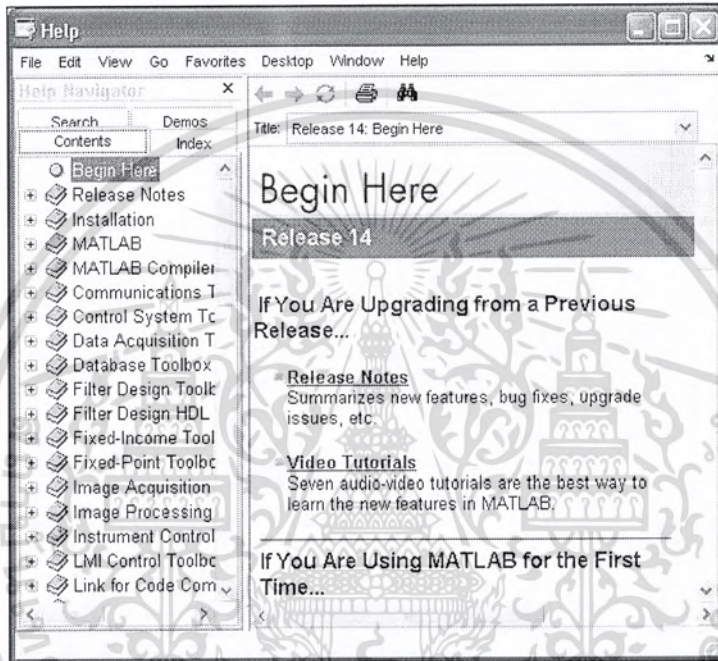 Help
File Edit View Go Favorites Desktop Window Help
Help Navigator
Search Demos
Contents Index
Title: Release 14: Begin Here
Begin Here
Release Notes
Installation
MATLAB
MATLAB Compiler
Communications T
Control System Tc
Data Acquisition T
Database Toolbox
Filter Design Toolb
Filter Design HDL
Fixed-Income Tool
Fixed-Point Toolbc
Image Acquisition
Image Processing
Instrument Control
LMI Control Toolbc
Link for Code Com
Begin Here
Release 14
If You Are Upgrading from a Previous
Release...
Release Notes
Summarizes new features, bug fixes, upgrade
issues, etc.
Video Tutorials
Seven audio-video tutorials are the best way to
learn the new features in MATLAB.
If You Are Using MATLAB for the First
Time...